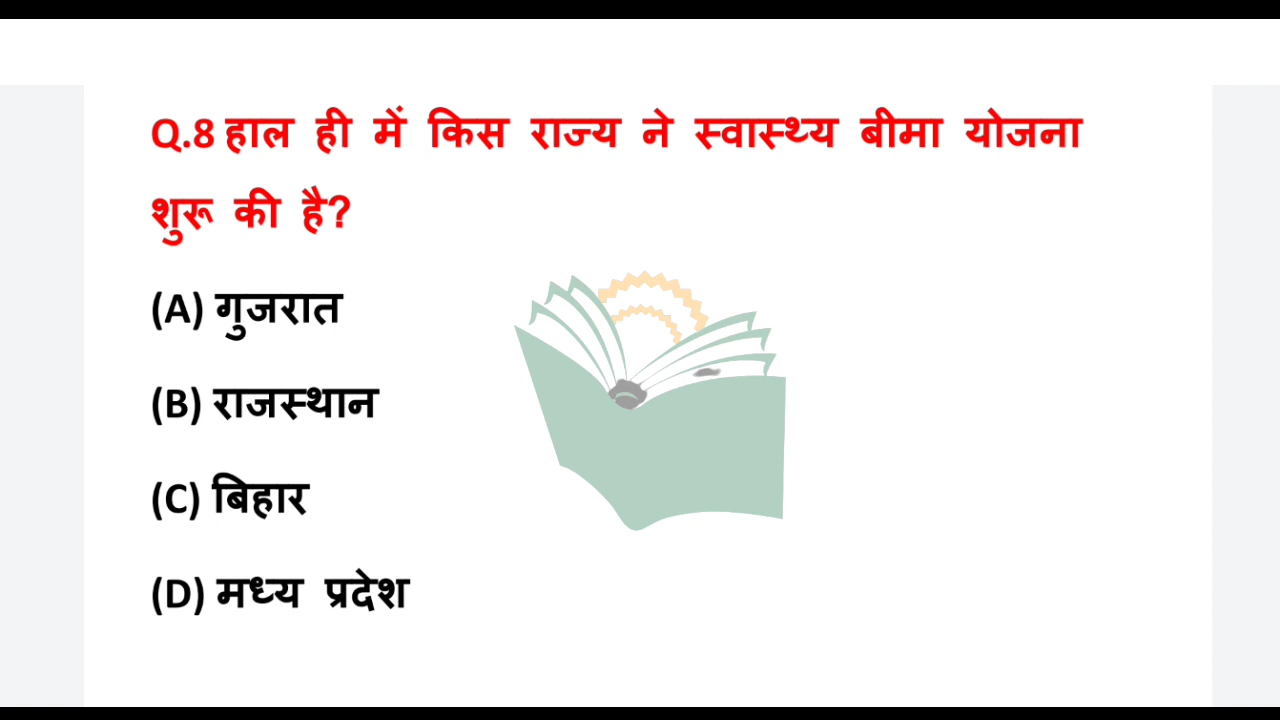 Q.8 हाल ही में किस राज्य ने स्वास्थ्य बीमा योजना
शुरू की है?
(A) गुजरात
(B) राजस्थान
(C) बिहार
(D) मध्य प्रदेश